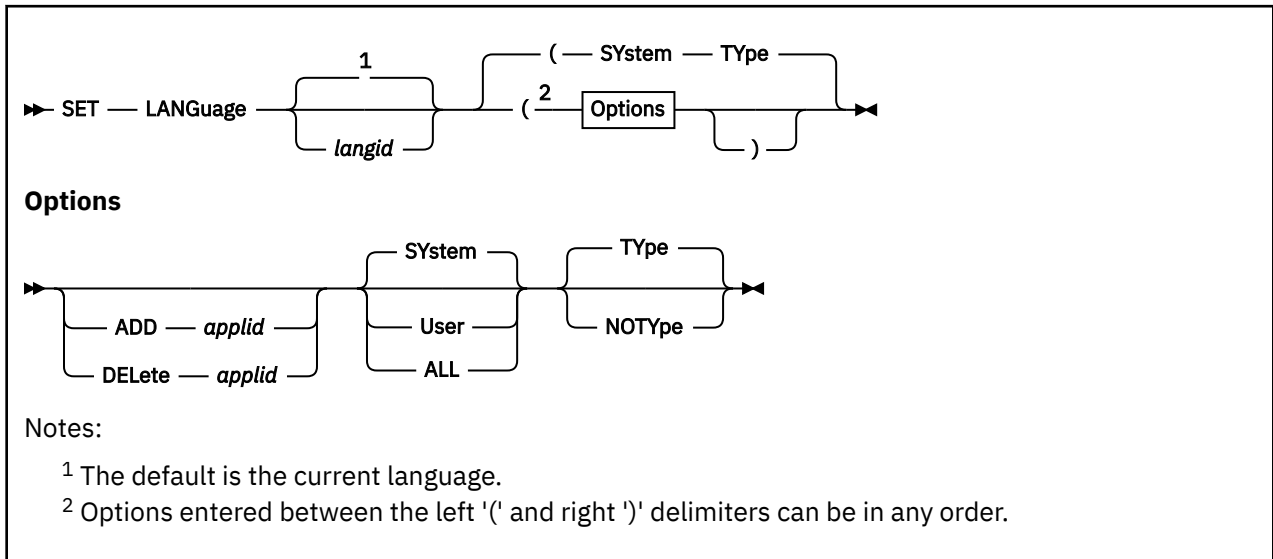 ( SYstem TYpe
1
SET LANGuage ( 2 Options
langid )
Options
SYstem TYpe
ADD applid User NOTYpe
DELete applid ALL
Notes:
1 The default is the current language.
2 Options entered between the left '(' and right ')' delimiters can be in any order.